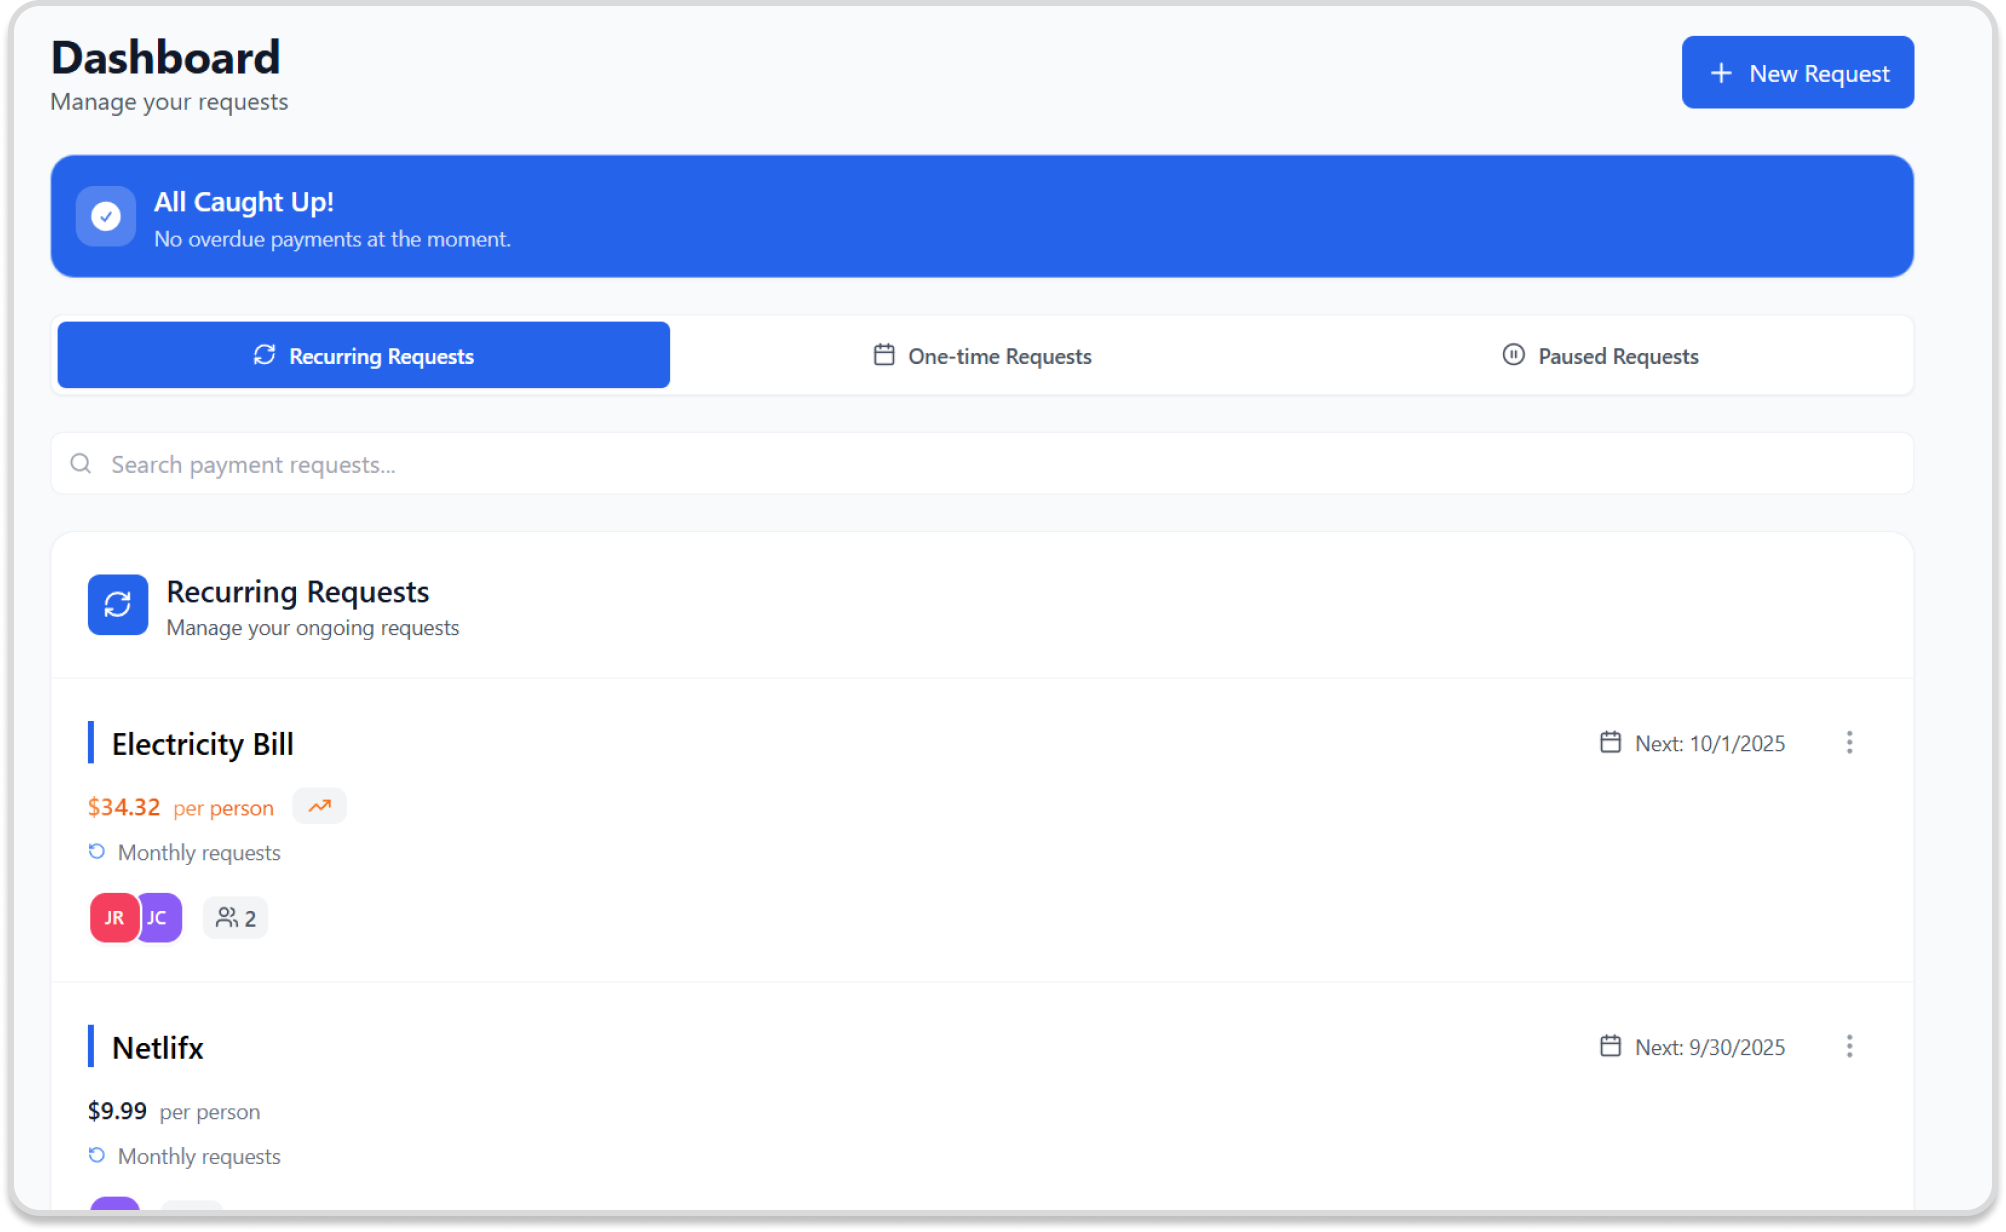 Dashboard
Manage your requests
New Request
All Caught Up!
No overdue payments at the moment.
Recurring Requests
One-time Requests
Paused Requests
Search payment requests...
Recurring Requests
Manage your ongoing requests
Electricity Bill
Next: 10/1/2025
$34.32 per person
Monthly requests
JR
JC
2
Netlifx
Next: 9/30/2025
$9.99 per person
Monthly requests